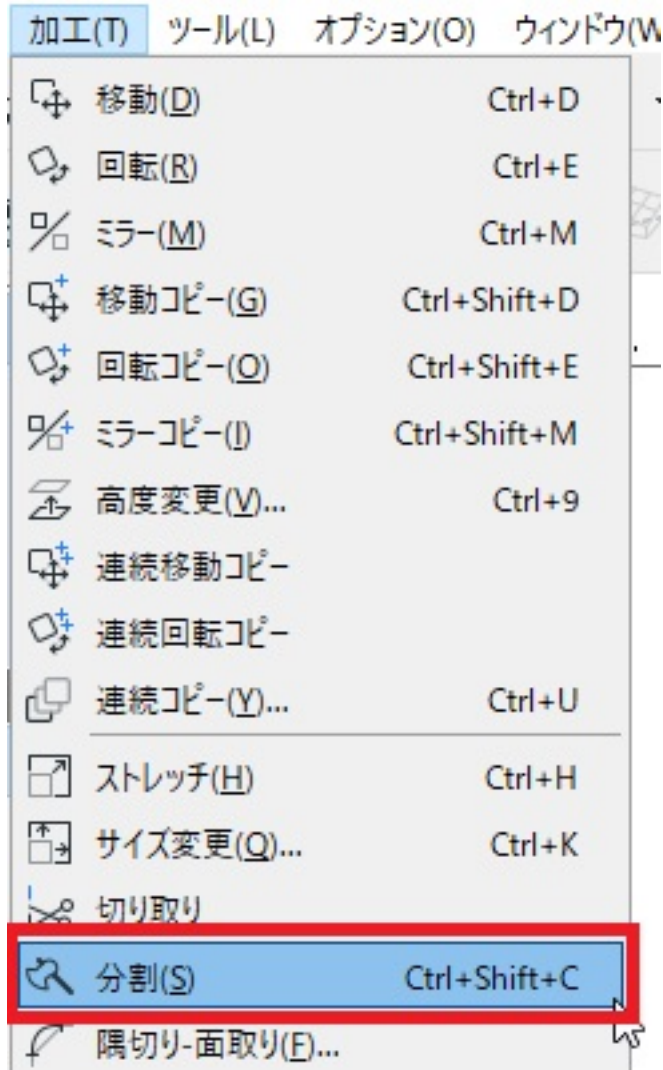 加工(T) ツール(L) オプション(O) ウィンドウ(W
移動(D) Ctrl+D
回転(R) Ctrl+E
ミラー(M) Ctrl+M
移動コピー(G) Ctrl+Shift+D
回転コピー(O) Ctrl+Shift+E
ミラーコピー(I) Ctrl+Shift+M
高度変更(V)... Ctrl+9
連続移動コピー
連続回転コピー
連続コピー(Y)... Ctrl+U
ストレッチ(H) Ctrl+H
サイズ変更(Q)... Ctrl+K
切り取り
分割(S) Ctrl+Shift+C
隅切り-面取り(F)...